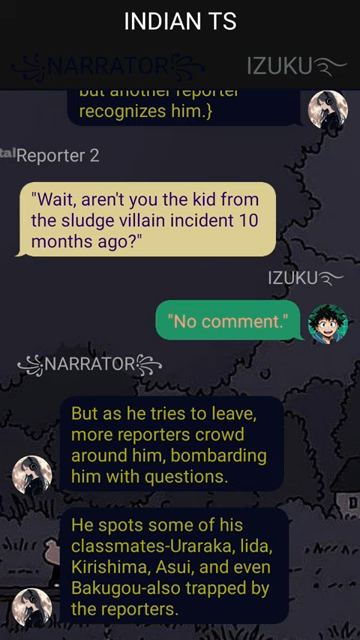 INDIAN TS
NARRATOR
IZUKU
but another reporter
recognizes him.}
Reporter 2
"Wait, aren't you the kid from
the sludge villain incident 10
months ago?"
IZUKU
"No comment."
NARRATOR
But as he tries to leave,
more reporters crowd
around him, bombarding
him with questions.
He spots some of his
classmates-Uraraka, Iida,
Kirishima, Asui, and even
Bakugou-also trapped by
the reporters.